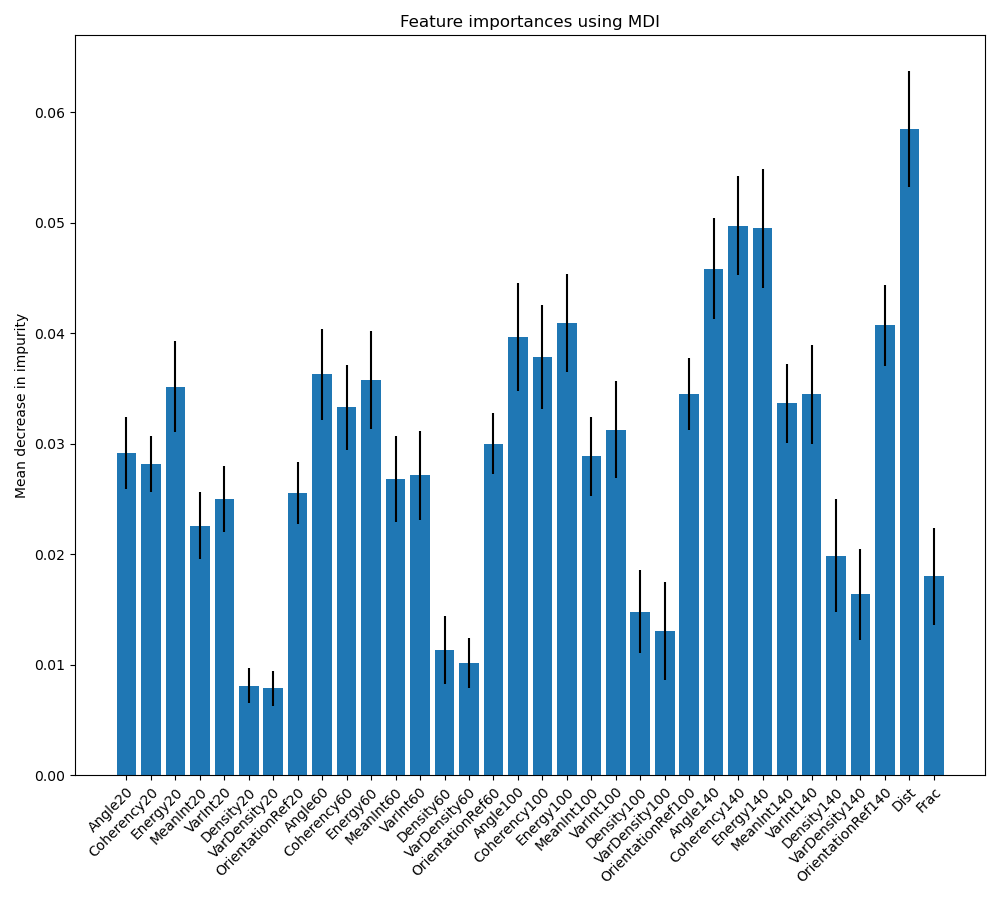 Feature importances using MDI
Mean decrease in impurity
0.06
0.05
0.04
0.03
0.02
0.01
0.00
Angle20
Coherency20
Energy20
MeanInt20
VarInt20
Density20
VarDensity20
OrientationRef20
Angle60
Coherency60
Energy60
MeanInt60
VarInt60
Density60
VarDensity60
OrientationRef60
Angle100
Coherency100
Energy100
MeanInt100
VarInt100
Density100
VarDensity100
OrientationRef100
Angle140
Coherency140
Energy140
MeanInt140
VarInt140
Density140
VarDensity140
OrientationRef140
Dist
Frac